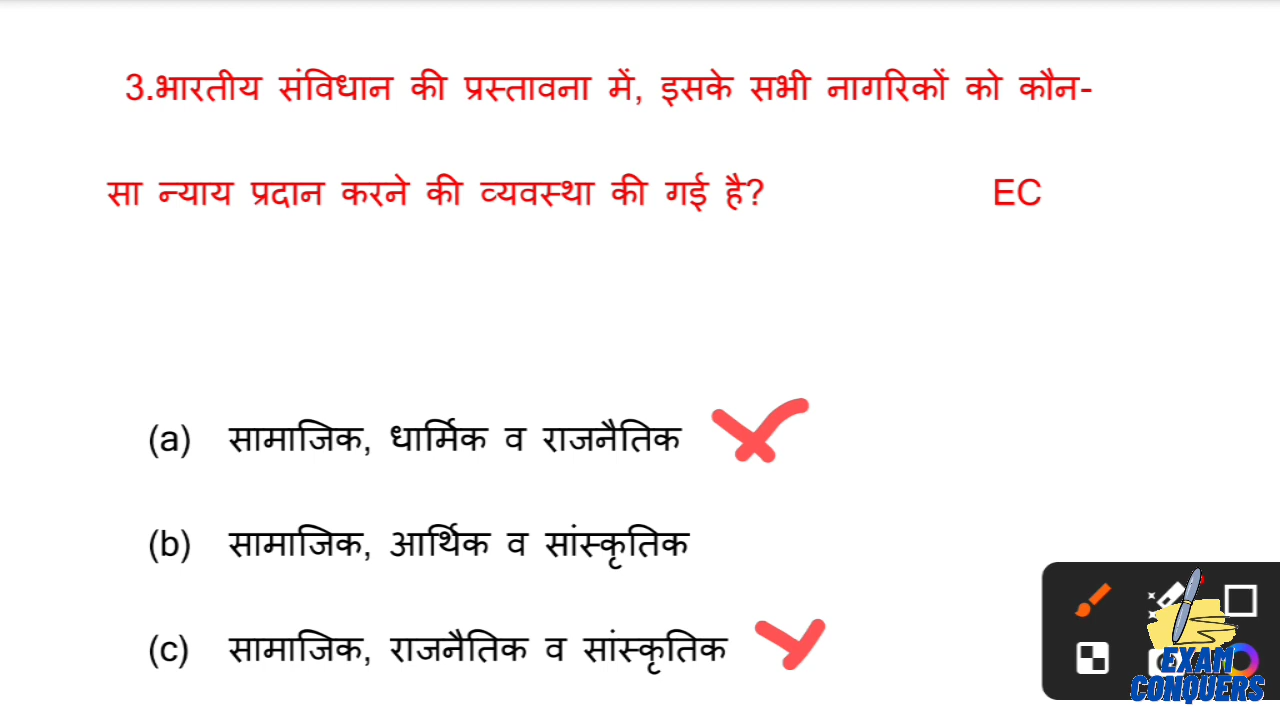 3.भारतीय संविधान की प्रस्तावना में, इसके सभी नागरिकों को कौन-
सा न्याय प्रदान करने की व्यवस्था की गई है? EC
(a) सामाजिक, धार्मिक व राजनैतिक
(b) सामाजिक, आर्थिक व सांस्कृतिक
(c) सामाजिक, राजनैतिक व सांस्कृतिक
EXAM
CONQUERS